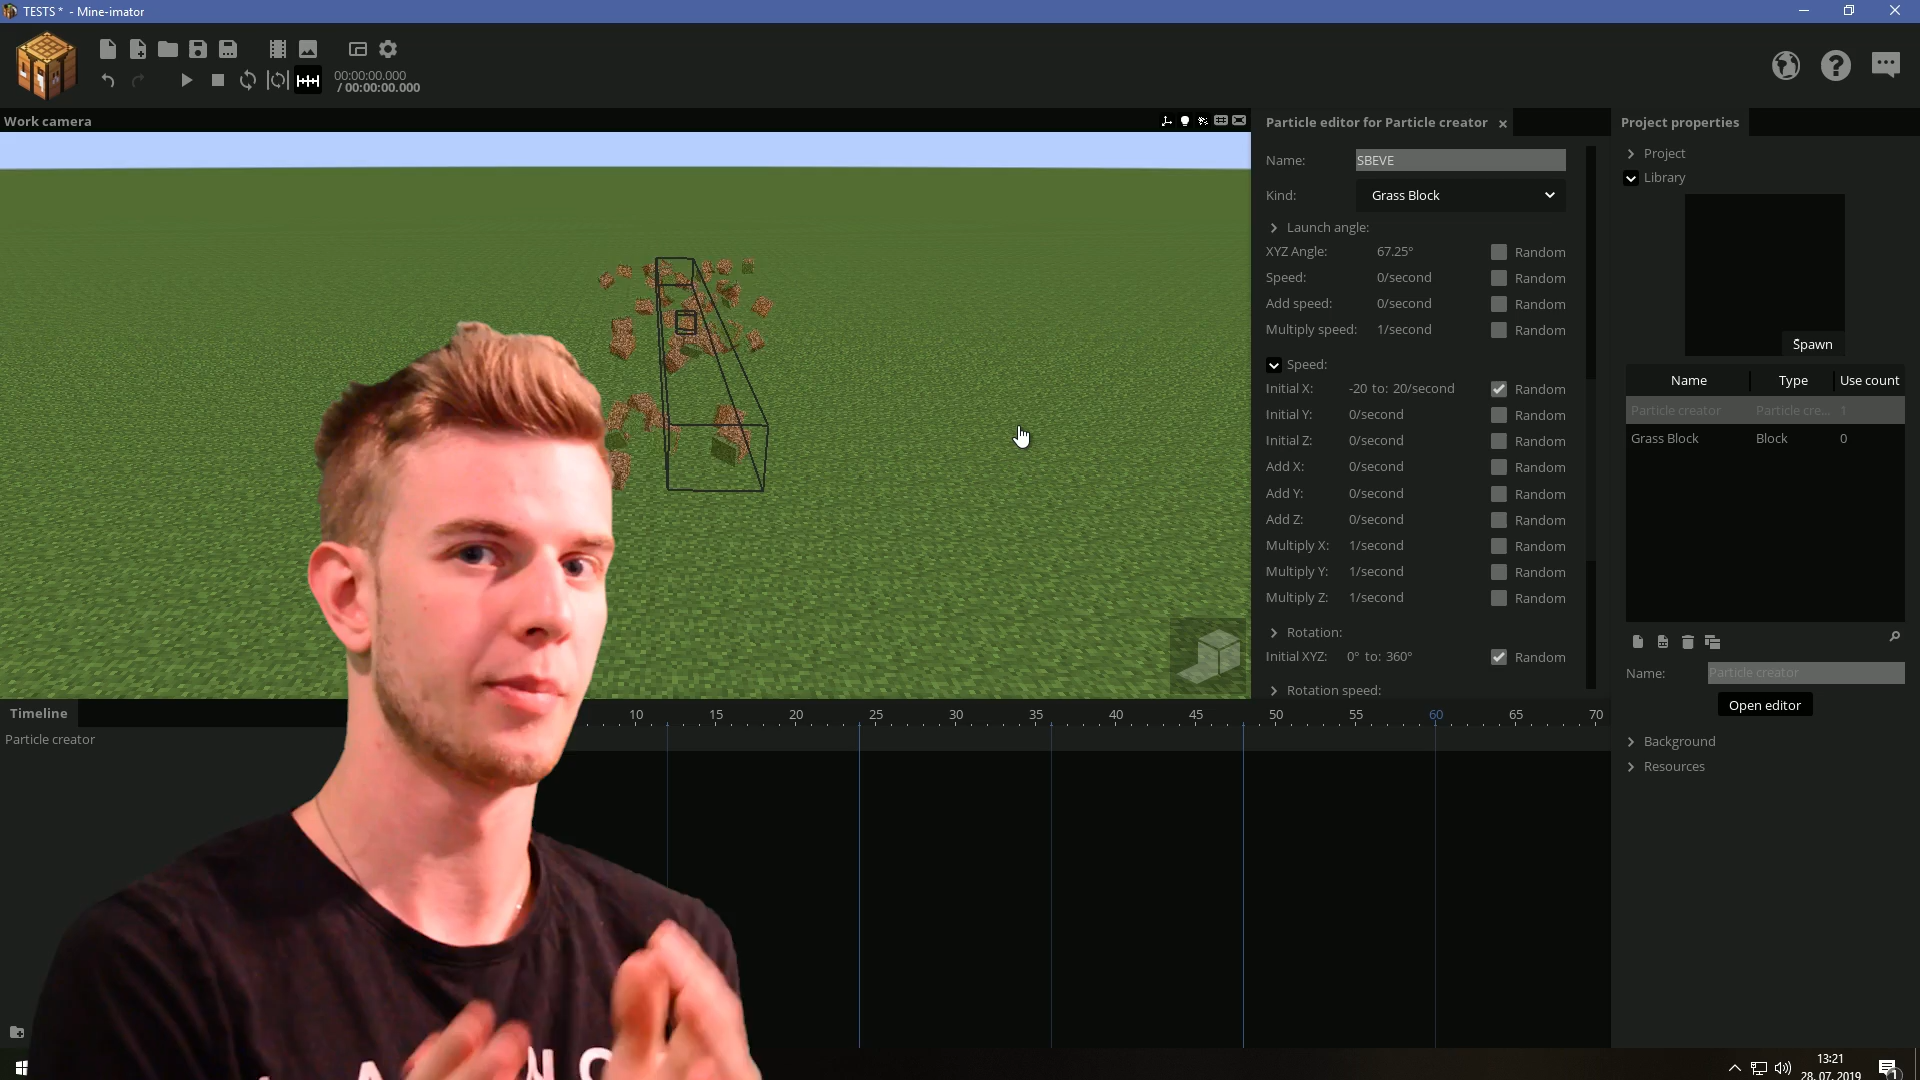 TESTS * - Mine-imator
00:00:00.000
/ 00:00:00.000
Work camera
Particle editor for Particle creator
Name: SBEVE
Kind: Grass Block
Launch angle:
XYZ Angle: 67.25° Random
Speed: 0/second Random
Add speed: 0/second Random
Multiply speed: 1/second Random
Speed:
Initial X: -20 to: 20/second Random
Initial Y: 0/second Random
Initial Z: 0/second Random
Add X: 0/second Random
Add Y: 0/second Random
Add Z: 0/second Random
Multiply X: 1/second Random
Multiply Y: 1/second Random
Multiply Z: 1/second Random
Rotation:
Initial XYZ: 0° to: 360° Random
Rotation speed:
Project properties
Project
Library
Spawn
Name Type Use count
Particle creator Particle cre... 1
Grass Block Block 0
Name: Particle creator
Open editor
Background
Resources
Timeline
10 15 20 25 30 35 40 45 50 55 60 65 70
Particle creator
13:21
28. 07. 2019
1